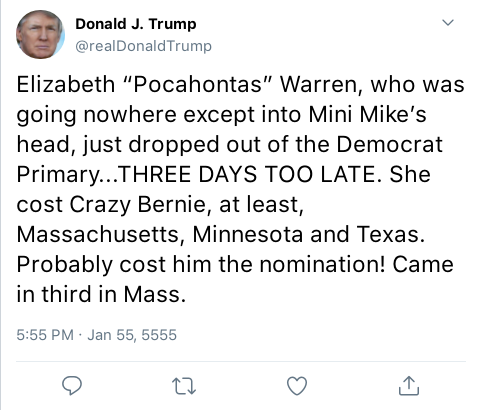 Donald J. Trump
@realDonaldTrump
Elizabeth “Pocahontas” Warren, who was
going nowhere except into Mini Mike’s
head, just dropped out of the Democrat
Primary...THREE DAYS TOO LATE. She
cost Crazy Bernie, at least,
Massachusetts, Minnesota and Texas.
Probably cost him the nomination! Came
in third in Mass.
5:55 PM · Jan 55, 5555